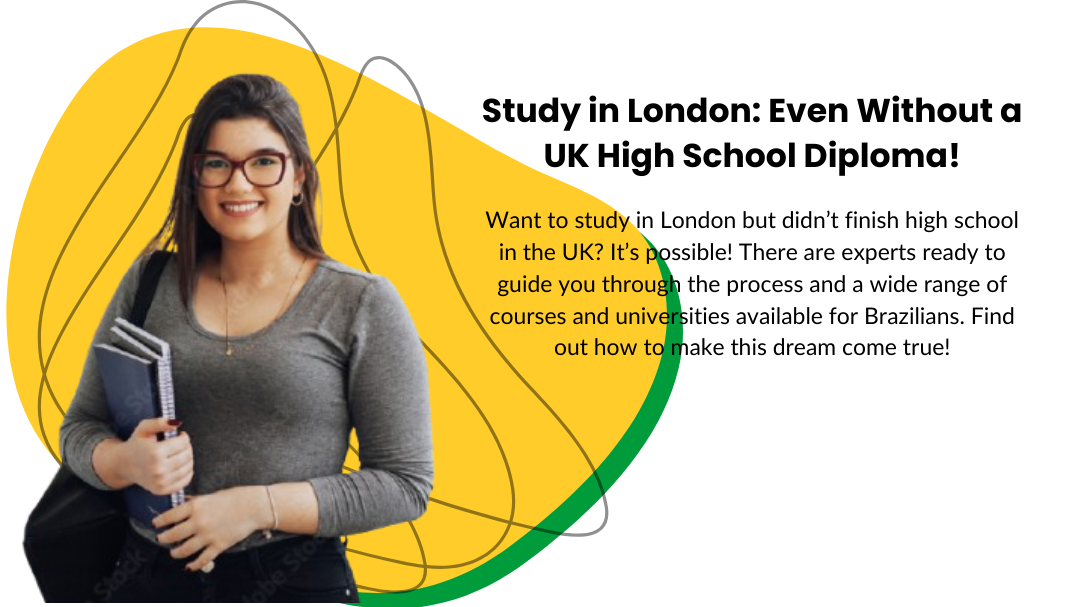 Study in London: Even Without a
UK High School Diploma!
Want to study in London but didn’t finish high school
in the UK? It’s possible! There are experts ready to
guide you through the process and a wide range of
courses and universities available for Brazilians. Find
out how to make this dream come true!